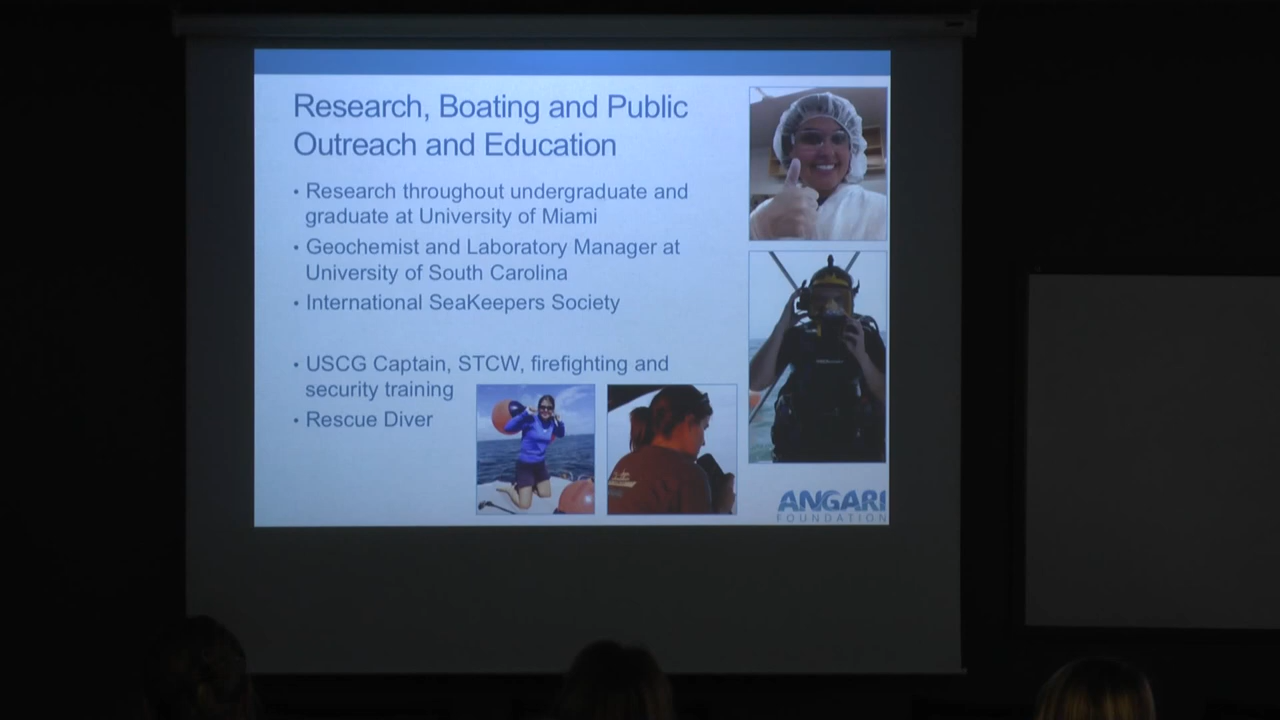 Research, Boating and Public
Outreach and Education
• Research throughout undergraduate and
graduate at University of Miami
• Geochemist and Laboratory Manager at
University of South Carolina
• International SeaKeepers Society
• USCG Captain, STCW, firefighting and
security training
• Rescue Diver
ANGARI
FOUNDATION